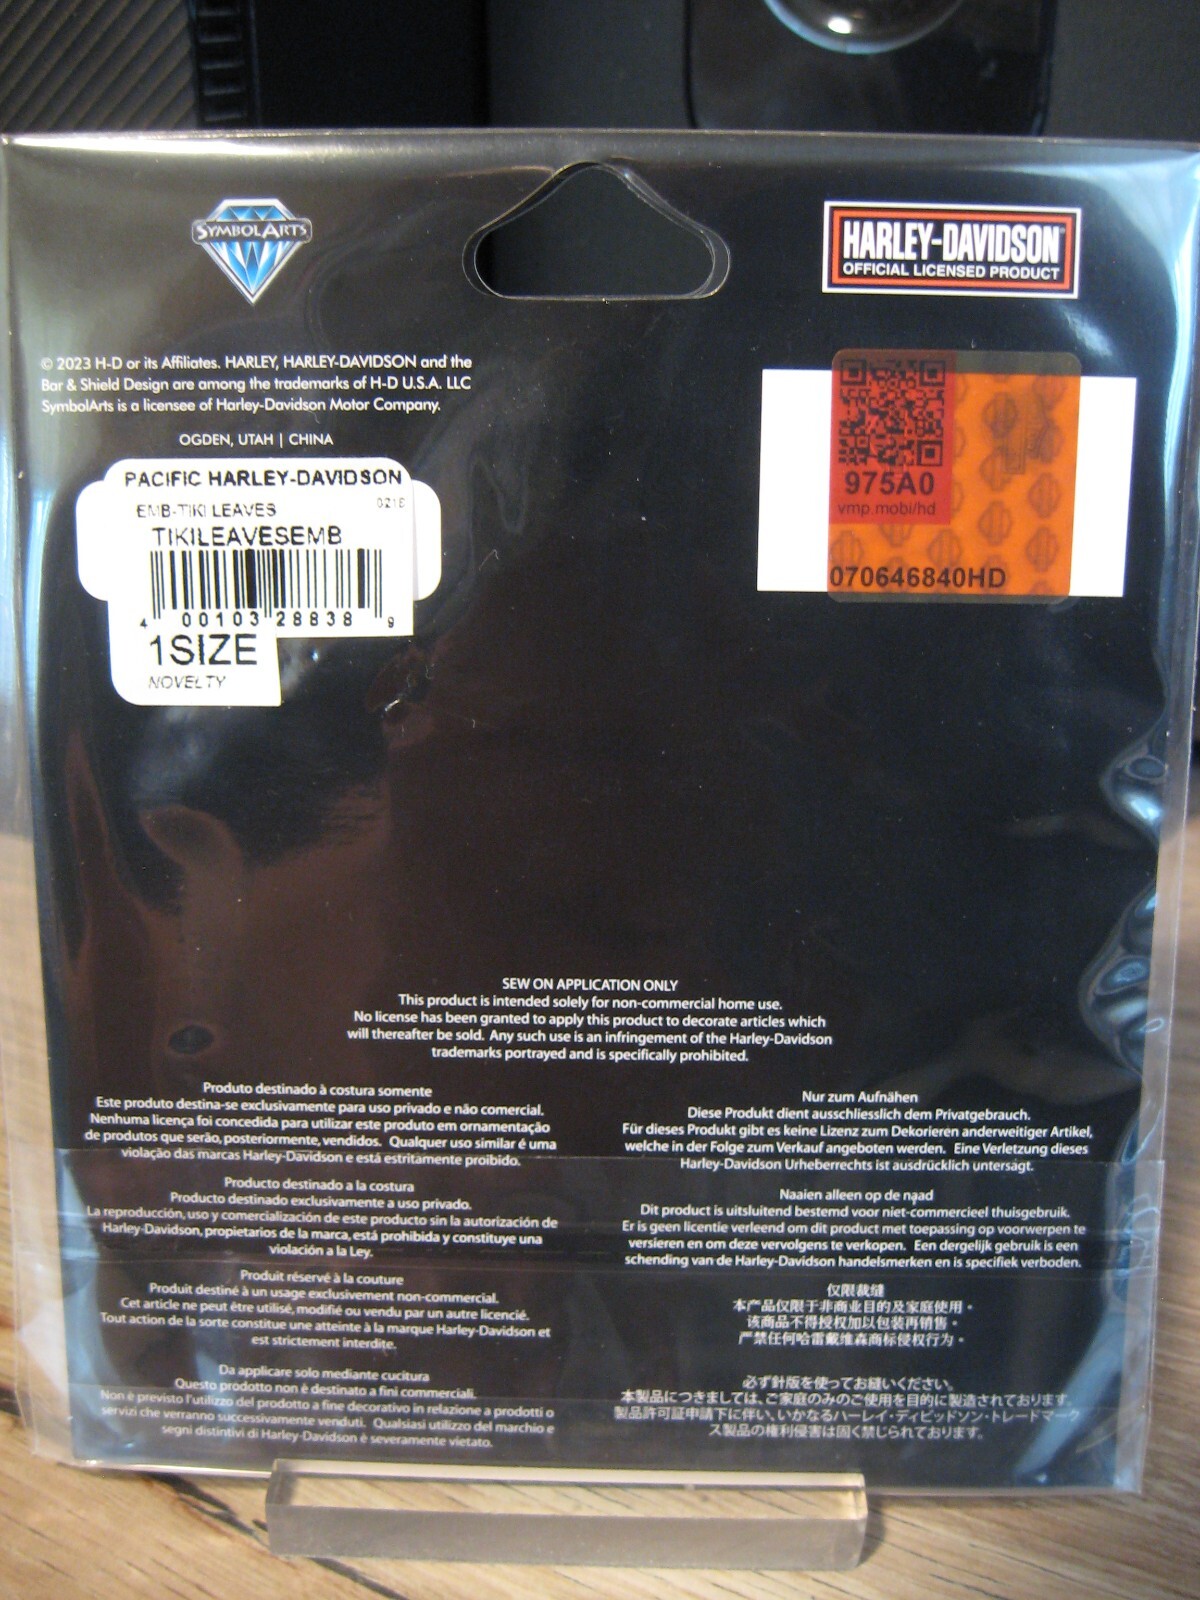 SYMBOLARTS
HARLEY-DAVIDSON
OFFICIAL LICENSED PRODUCT
© 2023 H-D or its Affiliates. HARLEY, HARLEY-DAVIDSON and the
Bar & Shield Design are among the trademarks of H-D U.S.A. LLC
SymbolArts is a licensee of Harley-Davidson Motor Company.
OGDEN, UTAH | CHINA
PACIFIC HARLEY-DAVIDSON
EMB-TIKI LEAVES
TIKILEAVESEMB
4 00103 28838 9
1SIZE
NOVELTY
975A0
vmp.mobi/hd
070646840HD
SEW ON APPLICATION ONLY
This product is intended solely for non-commercial home use.
No license has been granted to apply this product to decorate articles which
will thereafter be sold. Any such use is an infringement of the Harley-Davidson
trademarks portrayed and is specifically prohibited.
Produto destinado à costura somente
Este produto destina-se exclusivamente para uso privado e não comercial.
Nenhuma licença foi concedida para utilizar este produto em ornamentação
de produtos que serão, posteriormente, vendidos. Qualquer uso similar é uma
violação das marcas Harley-Davidson e está estritamente proibido.
Producto destinado a la costura
Producto destinado exclusivamente a uso privado.
La reproducción, uso y comercialización de este producto sin la autorización de
Harley-Davidson, propietarios de la marca, está prohibida y constituye una
violación a la Ley.
Produit réservé à la couture
Produit destiné à un usage exclusivement non-commercial.
Cet article ne peut être utilisé, modifié ou vendu par un autre licencié.
Tout action de la sorte constitue une atteinte à la marque Harley-Davidson et
est strictement interdite.
Da applicare solo mediante cucitura
Questo prodotto non è destinato a fini commerciali.
Non è previsto l'utilizzo del prodotto a fine decorativo in relazione a prodotti o
servizi che verranno successivamente venduti. Qualsiasi utilizzo del marchio e
segni distintivi di Harley-Davidson è severamente vietato.
Nur zum Aufnähen
Diese Produkt dient ausschliesslich dem Privatgebrauch.
Für dieses Produkt gibt es keine Lizenz zum Dekorieren anderweitiger Artikel,
welche in der Folge zum Verkauf angeboten werden. Eine Verletzung dieses
Harley-Davidson Urheberrechts ist ausdrücklich untersagt.
Naaien alleen op de naad
Dit product is uitsluitend bestemd voor niet-commercieel thuisgebruik.
Er is geen licentie verleend om dit product met toepassing op voorwerpen te
versieren en om deze vervolgens te verkopen. Een dergelijk gebruik is een
schending van de Harley-Davidson handelsmerken en is specifiek verboden.
仅限裁缝
本产品仅限于非商业目的及家庭使用。
该商品不得授权加以包装再销售。
严禁任何哈雷戴维森商标侵权行为。
必ず針版を使ってお縫いください。
本製品につきましては、ご家庭のみのご使用を目的に製造されております。
製品許可証申請下に伴い、いかなるハーレイ・ディビッドソン・トレードマーク
ス製品の権利侵害は固く禁じられております。